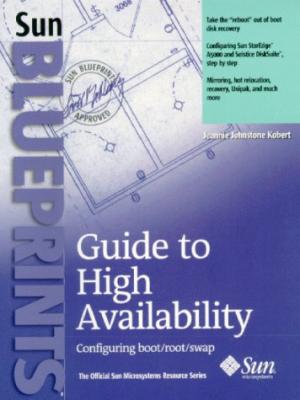 Sun
BLUEPRINTS
Take the "reboot" out of boot
disk recovery
Configuring Sun StorEdge
A5000 and Solstice DiskSuite,
step by step
Mirroring, hot relocation,
recovery, Unipak, and much
more
SUN BLUEPRINTS
APPROVED
Jeannie Johnstone Kobert
Guide to
High
Availability
Configuring boot/root/swap
The Official Sun Microsystems Resource Series
Sun
microsystems